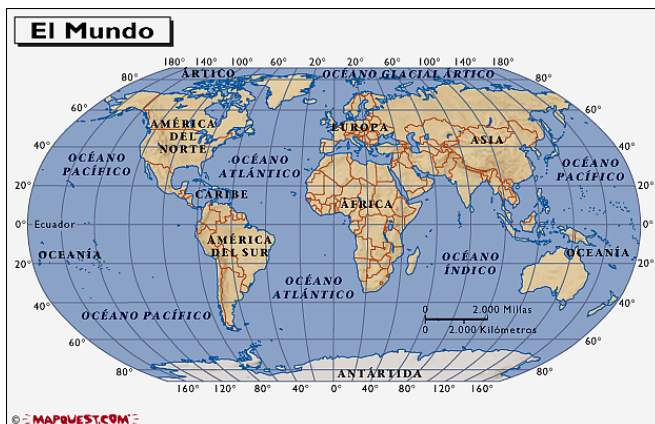 El Mundo
180° 140° 100° 60° 20° 20° 60° 100° 140° 180°
ÁRTICO
OCÉANO GLACIAL ÁRTICO
80° 80°
60° 60°
AMÉRICA
DEL
NORTE
EUROPA
ASIA
40° 40°
OCÉANO
PACÍFICO
OCÉANO
ATLÁNTICO
OCÉANO
PACÍFICO
20° 20°
CARIBE
ÁFRICA
0° Ecuador 0°
AMÉRICA
DEL SUR
OCEANÍA
OCEANÍA
OCÉANO
ÍNDICO
20° 20°
OCÉANO
ATLÁNTICO
40° 40°
OCÉANO PACÍFICO
0 2.000 Millas
0 2.000 Kilómetros
60° 60°
ANTÁRTIDA
80° 80°
160° 120° 80° 40° 0° 40° 80° 120° 160°
© MAPQUEST.COM